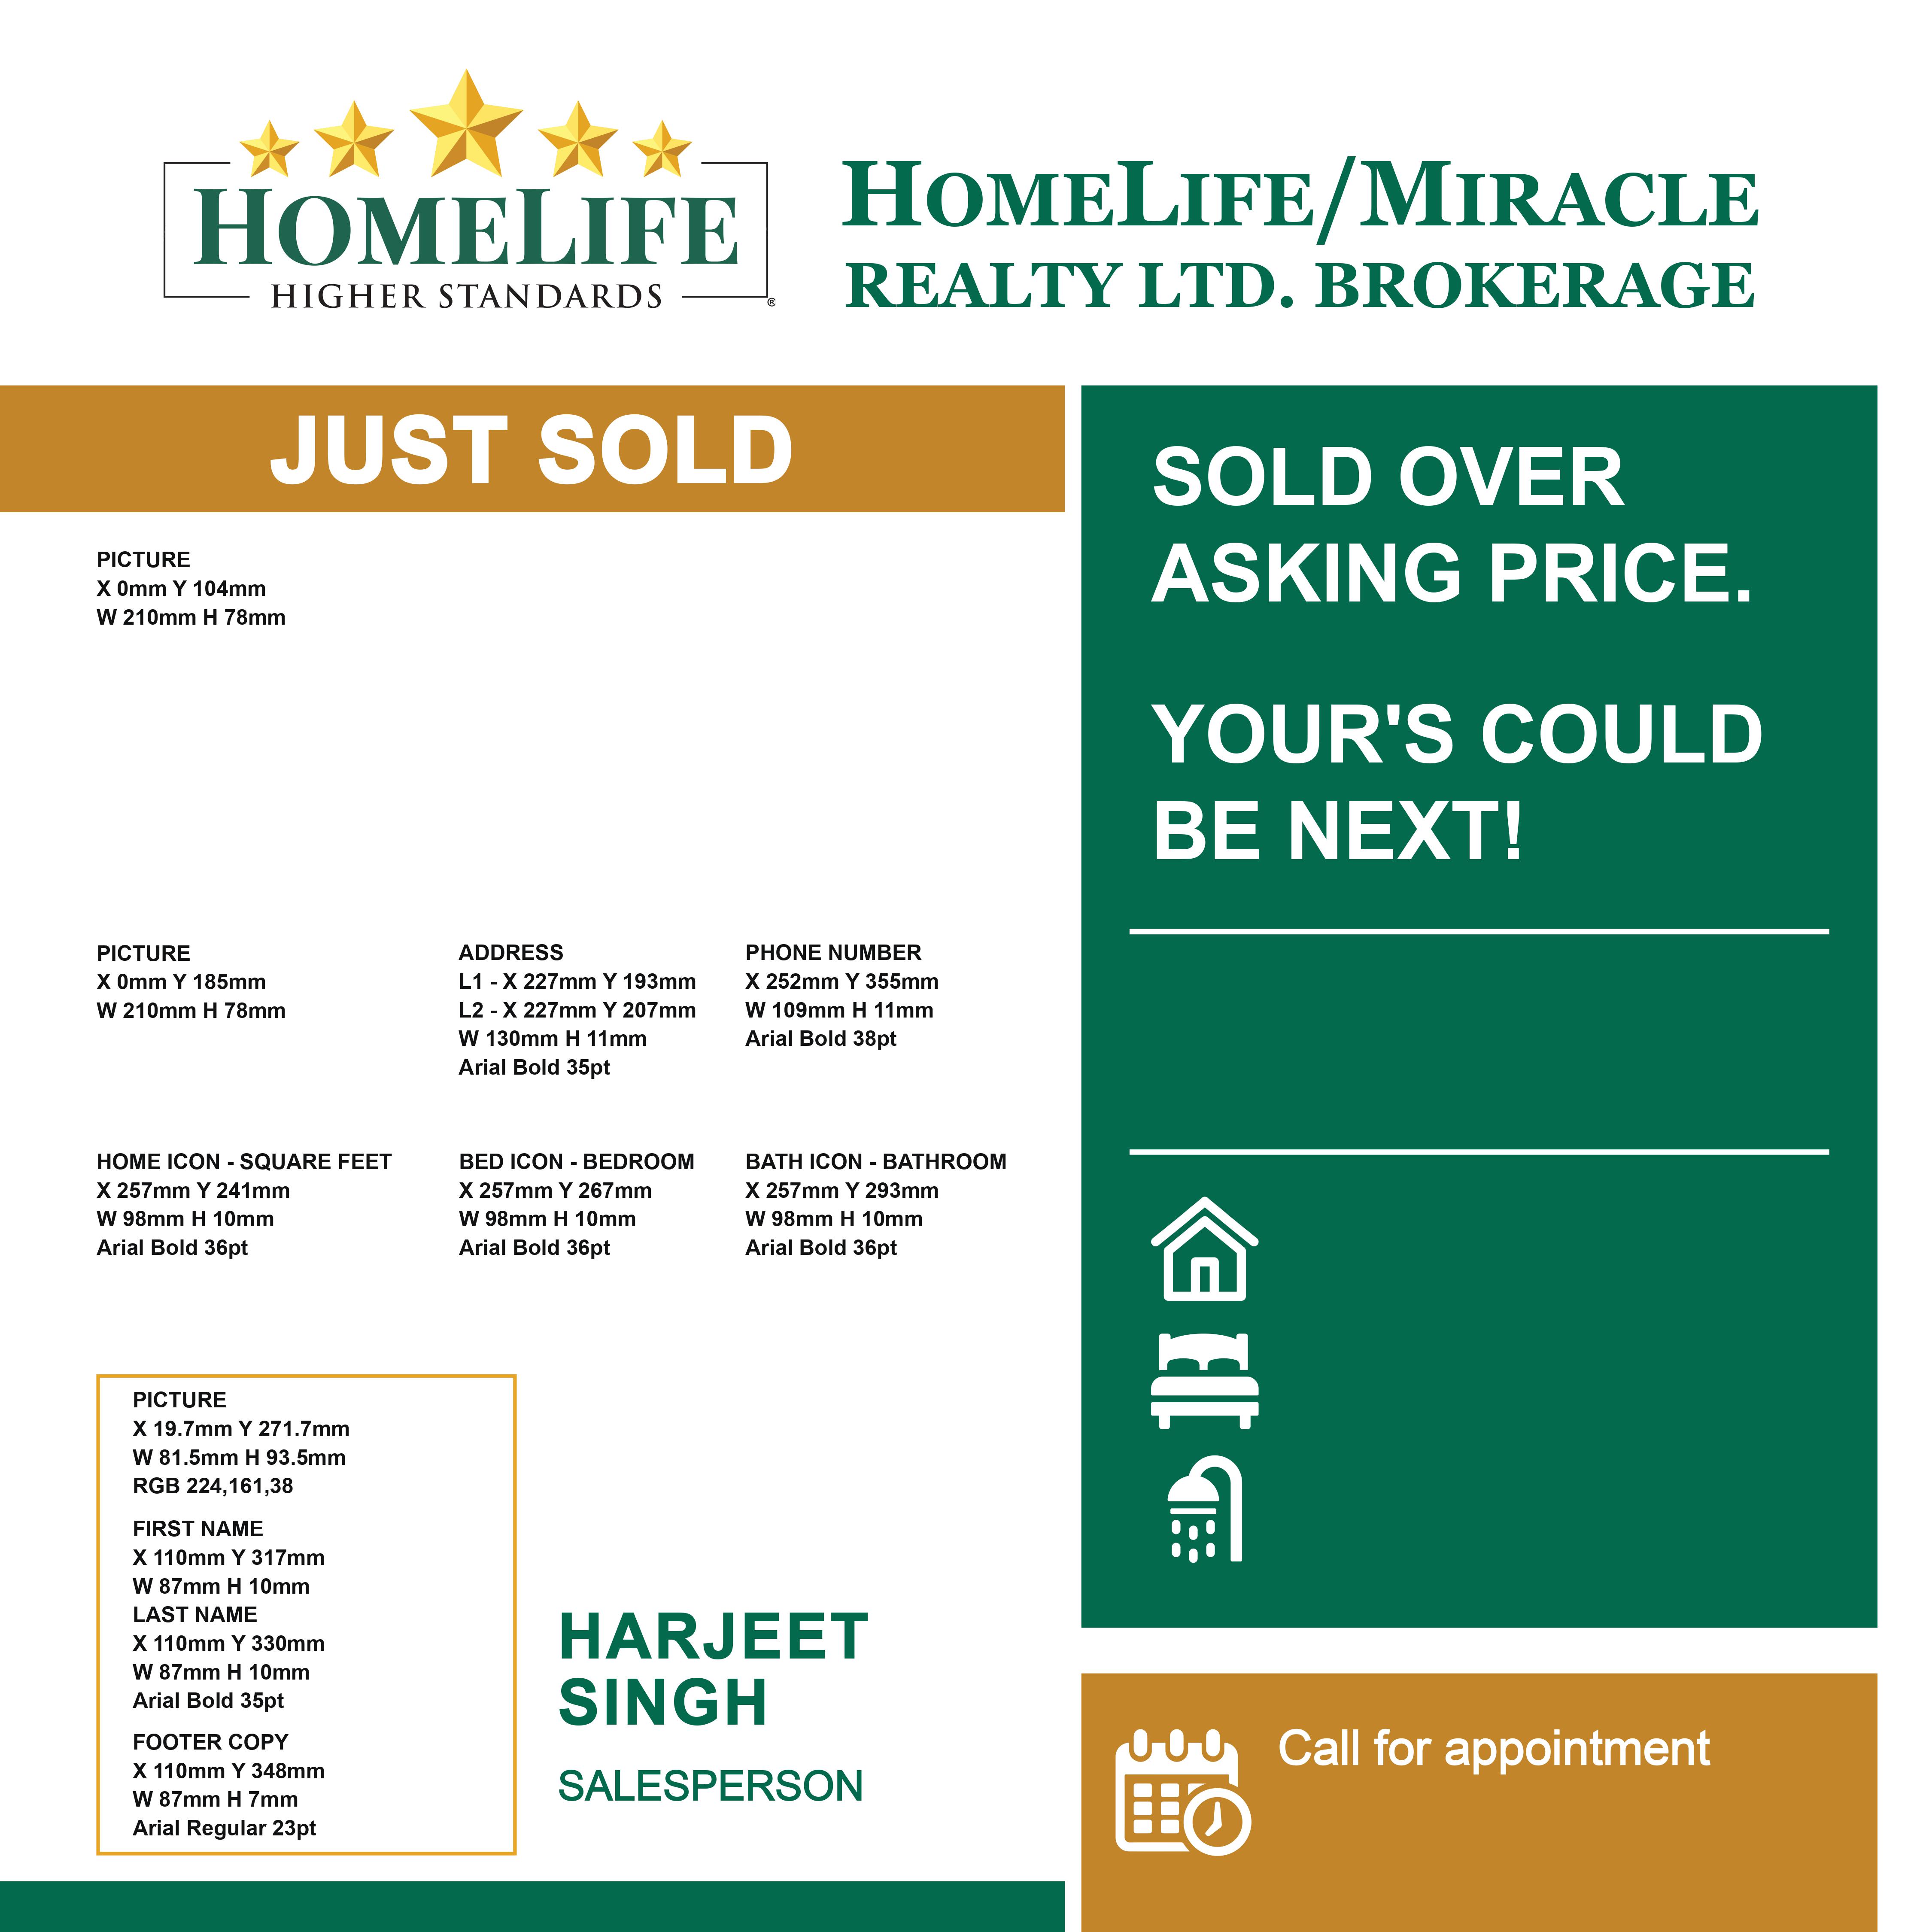 HOMELIFE
HIGHER STANDARDS
®
HOMELIFE/MIRACLE
REALTY LTD. BROKERAGE
JUST SOLD
PICTURE
X 0mm Y 104mm
W 210mm H 78mm
PICTURE
X 0mm Y 185mm
W 210mm H 78mm
ADDRESS
L1 - X 227mm Y 193mm
L2 - X 227mm Y 207mm
W 130mm H 11mm
Arial Bold 35pt
PHONE NUMBER
X 252mm Y 355mm
W 109mm H 11mm
Arial Bold 38pt
HOME ICON - SQUARE FEET
X 257mm Y 241mm
W 98mm H 10mm
Arial Bold 36pt
BED ICON - BEDROOM
X 257mm Y 267mm
W 98mm H 10mm
Arial Bold 36pt
BATH ICON - BATHROOM
X 257mm Y 293mm
W 98mm H 10mm
Arial Bold 36pt
PICTURE
X 19.7mm Y 271.7mm
W 81.5mm H 93.5mm
RGB 224,161,38
FIRST NAME
X 110mm Y 317mm
W 87mm H 10mm
LAST NAME
X 110mm Y 330mm
W 87mm H 10mm
Arial Bold 35pt
FOOTER COPY
X 110mm Y 348mm
W 87mm H 7mm
Arial Regular 23pt
HARJEET
SINGH
SALESPERSON
SOLD OVER
ASKING PRICE.
YOUR'S COULD
BE NEXT!
Call for appointment